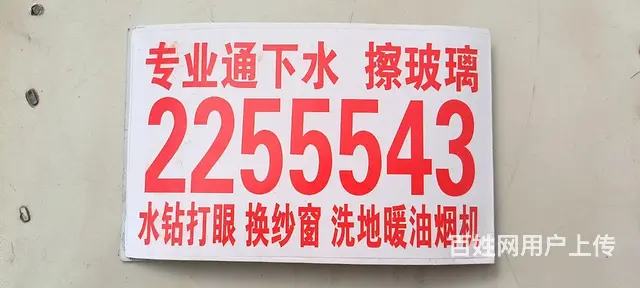 专业通下水 擦玻璃
2255543
水钻打眼 换纱窗 洗地暖油烟机
百姓网用户上传